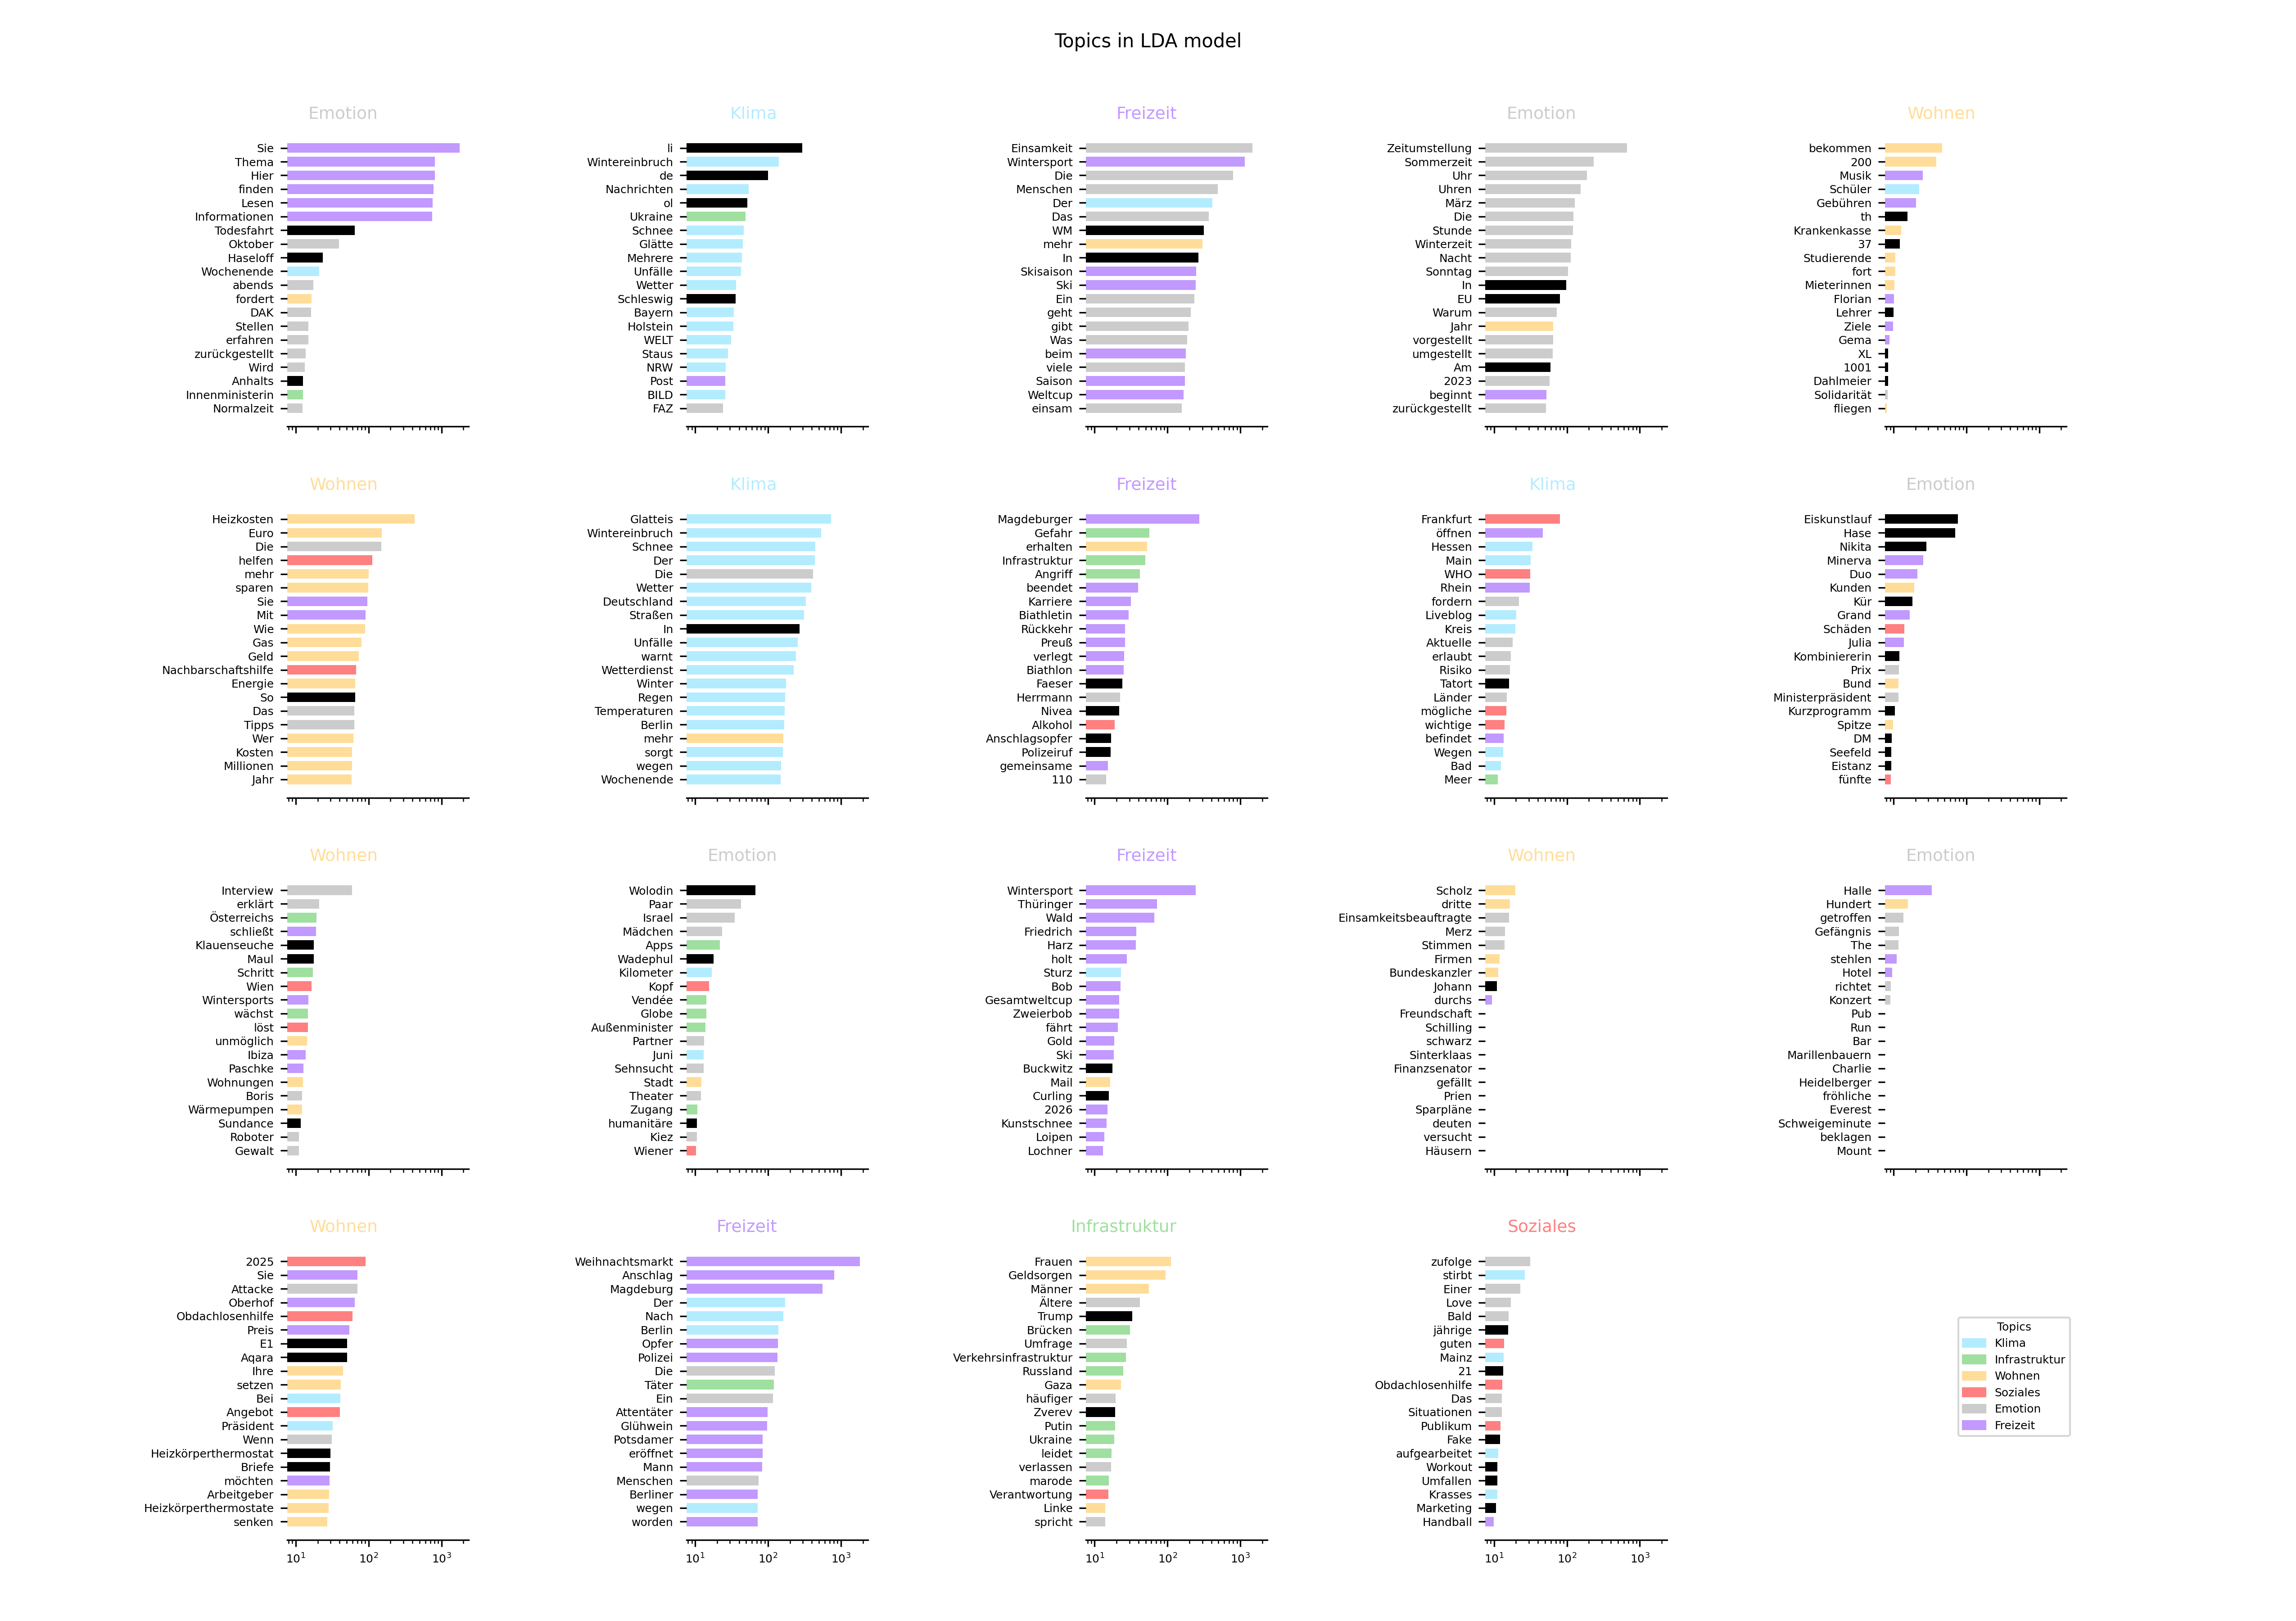 Topics in LDA model
Emotion
Sie
Thema
Hier
finden
Lesen
Informationen
Todesfahrt
Oktober
Haseloff
Wochenende
abends
fordert
DAK
Stellen
erfahren
zurückgestellt
Wird
Anhalts
Innenministerin
Normalzeit
Klima
li
Wintereinbruch
de
Nachrichten
ol
Ukraine
Schnee
Glätte
Mehrere
Unfälle
Wetter
Schleswig
Bayern
Holstein
WELT
Staus
NRW
Post
BILD
FAZ
Freizeit
Einsamkeit
Wintersport
Die
Menschen
Der
Das
WM
mehr
In
Skisaison
Ski
Ein
geht
gibt
Was
beim
viele
Saison
Weltcup
einsam
Emotion
Zeitumstellung
Sommerzeit
Uhr
Uhren
März
Die
Stunde
Winterzeit
Nacht
Sonntag
In
EU
Warum
Jahr
vorgestellt
umgestellt
Am
2023
beginnt
zurückgestellt
Wohnen
bekommen
200
Musik
Schüler
Gebühren
th
Krankenkasse
37
Studierende
fort
Mieterinnen
Florian
Lehrer
Ziele
Gema
XL
1001
Dahlmeier
Solidarität
fliegen
Wohnen
Heizkosten
Euro
Die
helfen
mehr
sparen
Sie
Mit
Wie
Gas
Geld
Nachbarschaftshilfe
Energie
So
Das
Tipps
Wer
Kosten
Millionen
Jahr
Klima
Glatteis
Wintereinbruch
Schnee
Der
Die
Wetter
Deutschland
Straßen
In
Unfälle
warnt
Wetterdienst
Winter
Regen
Temperaturen
Berlin
mehr
sorgt
wegen
Wochenende
Freizeit
Magdeburger
Gefahr
erhalten
Infrastruktur
Angriff
beendet
Karriere
Biathletin
Rückkehr
Preuß
verlegt
Biathlon
Faeser
Herrmann
Nivea
Alkohol
Anschlagsopfer
Polizeiruf
gemeinsame
110
Klima
Frankfurt
öffnen
Hessen
Main
WHO
Rhein
fordern
Liveblog
Kreis
Aktuelle
erlaubt
Risiko
Tatort
Länder
mögliche
wichtige
befindet
Wegen
Bad
Meer
Emotion
Eiskunstlauf
Hase
Nikita
Minerva
Duo
Kunden
Kür
Grand
Schäden
Julia
Kombiniererin
Prix
Bund
Ministerpräsident
Kurzprogramm
Spitze
DM
Seefeld
Eistanz
fünfte
Wohnen
Interview
erklärt
Österreichs
schließt
Klauenseuche
Maul
Schritt
Wien
Wintersports
wächst
löst
unmöglich
Ibiza
Paschke
Wohnungen
Boris
Wärmepumpen
Sundance
Roboter
Gewalt
Emotion
Wolodin
Paar
Israel
Mädchen
Apps
Wadephul
Kilometer
Kopf
Vendée
Globe
Außenminister
Partner
Juni
Sehnsucht
Stadt
Theater
Zugang
humanitäre
Kiez
Wiener
Freizeit
Wintersport
Thüringer
Wald
Friedrich
Harz
holt
Sturz
Bob
Gesamtweltcup
Zweierbob
fährt
Gold
Ski
Buckwitz
Mail
Curling
2026
Kunstschnee
Loipen
Lochner
Wohnen
Scholz
dritte
Einsamkeitsbeauftragte
Merz
Stimmen
Firmen
Bundeskanzler
Johann
durchs
Freundschaft
Schilling
schwarz
Sinterklaas
Finanzsenator
gefällt
Prien
Sparpläne
deuten
versucht
Häusern
Emotion
Halle
Hundert
getroffen
Gefängnis
The
stehlen
Hotel
richtet
Konzert
Pub
Run
Bar
Marillenbauern
Charlie
Heidelberger
fröhliche
Everest
Schweigeminute
beklagen
Mount
Wohnen
2025
Sie
Attacke
Oberhof
Obdachlosenhilfe
Preis
E1
Aqara
Ihre
setzen
Bei
Angebot
Präsident
Wenn
Heizkörperthermostat
Briefe
möchten
Arbeitgeber
Heizkörperthermostate
senken
10¹ 10² 10³
Freizeit
Weihnachtsmarkt
Anschlag
Magdeburg
Der
Nach
Berlin
Opfer
Polizei
Die
Täter
Ein
Attentäter
Glühwein
Potsdamer
eröffnet
Mann
Menschen
Berliner
wegen
worden
10¹ 10² 10³
Infrastruktur
Frauen
Geldsorgen
Männer
Ältere
Trump
Brücken
Umfrage
Verkehrsinfrastruktur
Russland
Gaza
häufiger
Zverev
Putin
Ukraine
leidet
verlassen
marode
Verantwortung
Linke
spricht
10¹ 10² 10³
Soziales
zufolge
stirbt
Einer
Love
Bald
jährige
guten
Mainz
21
Obdachlosenhilfe
Das
Situationen
Publikum
Fake
aufgearbeitet
Workout
Umfallen
Krasses
Marketing
Handball
10¹ 10² 10³
Topics
Klima
Infrastruktur
Wohnen
Soziales
Emotion
Freizeit